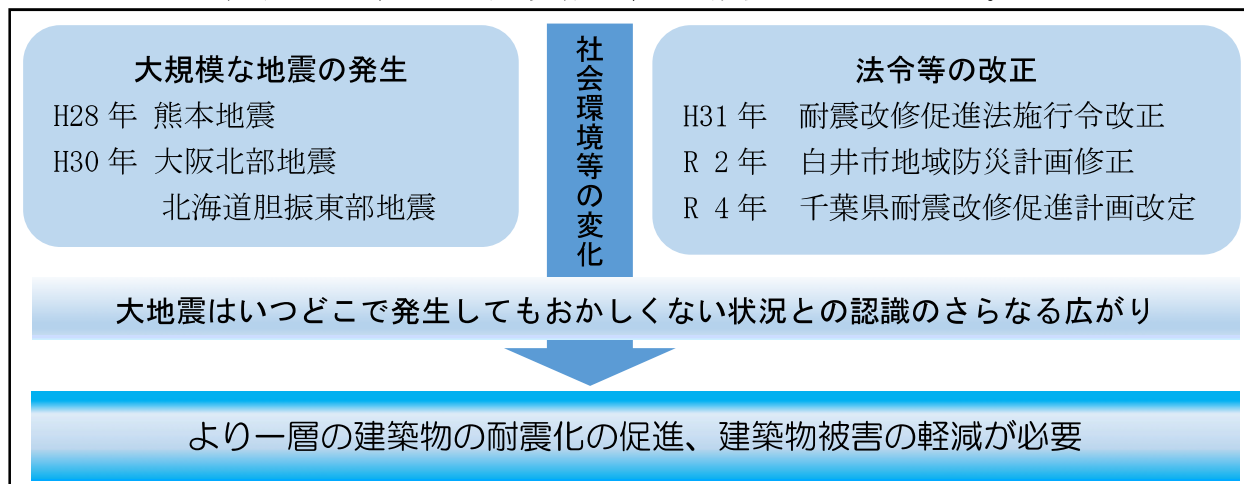 大規模な地震の発生
H28年 熊本地震
H30年 大阪北部地震
北海道胆振東部地震
社会環境等の変化
法令等の改正
H31年 耐震改修促進法施行令改正
R 2年 白井市地域防災計画修正
R 4年 千葉県耐震改修促進計画改定
大地震はいつどこで発生してもおかしくない状況との認識のさらなる広がり
より一層の建築物の耐震化の促進、建築物被害の軽減が必要